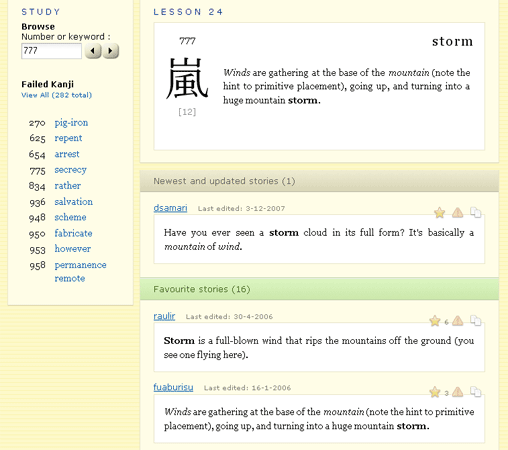 STUDY
Browse
Number or keyword :
777
Failed Kanji
View All (282 total)
270 pig-iron
625 repent
654 arrest
775 secrecy
834 rather
936 salvation
948 scheme
950 fabricate
953 however
958 permanence
remote
LESSON 24
777 storm
嵐
[12]
Winds are gathering at the base of the mountain (note the
hint to primitive placement), going up, and turning into a
huge mountain storm.
Newest and updated stories (1)
dsamari Last edited: 3-12-2007
Have you ever seen a storm cloud in its full form? It's basically a
mountain of wind.
Favourite stories (16)
raulir Last edited: 30-4-2006 6
Storm is a full-blown wind that rips the mountains off the ground (you
see one flying here).
fuaburisu Last edited: 16-1-2006 3
Winds are gathering at the base of the mountain (note the hint to primitive
placement), going up, and turning into a huge mountain storm.